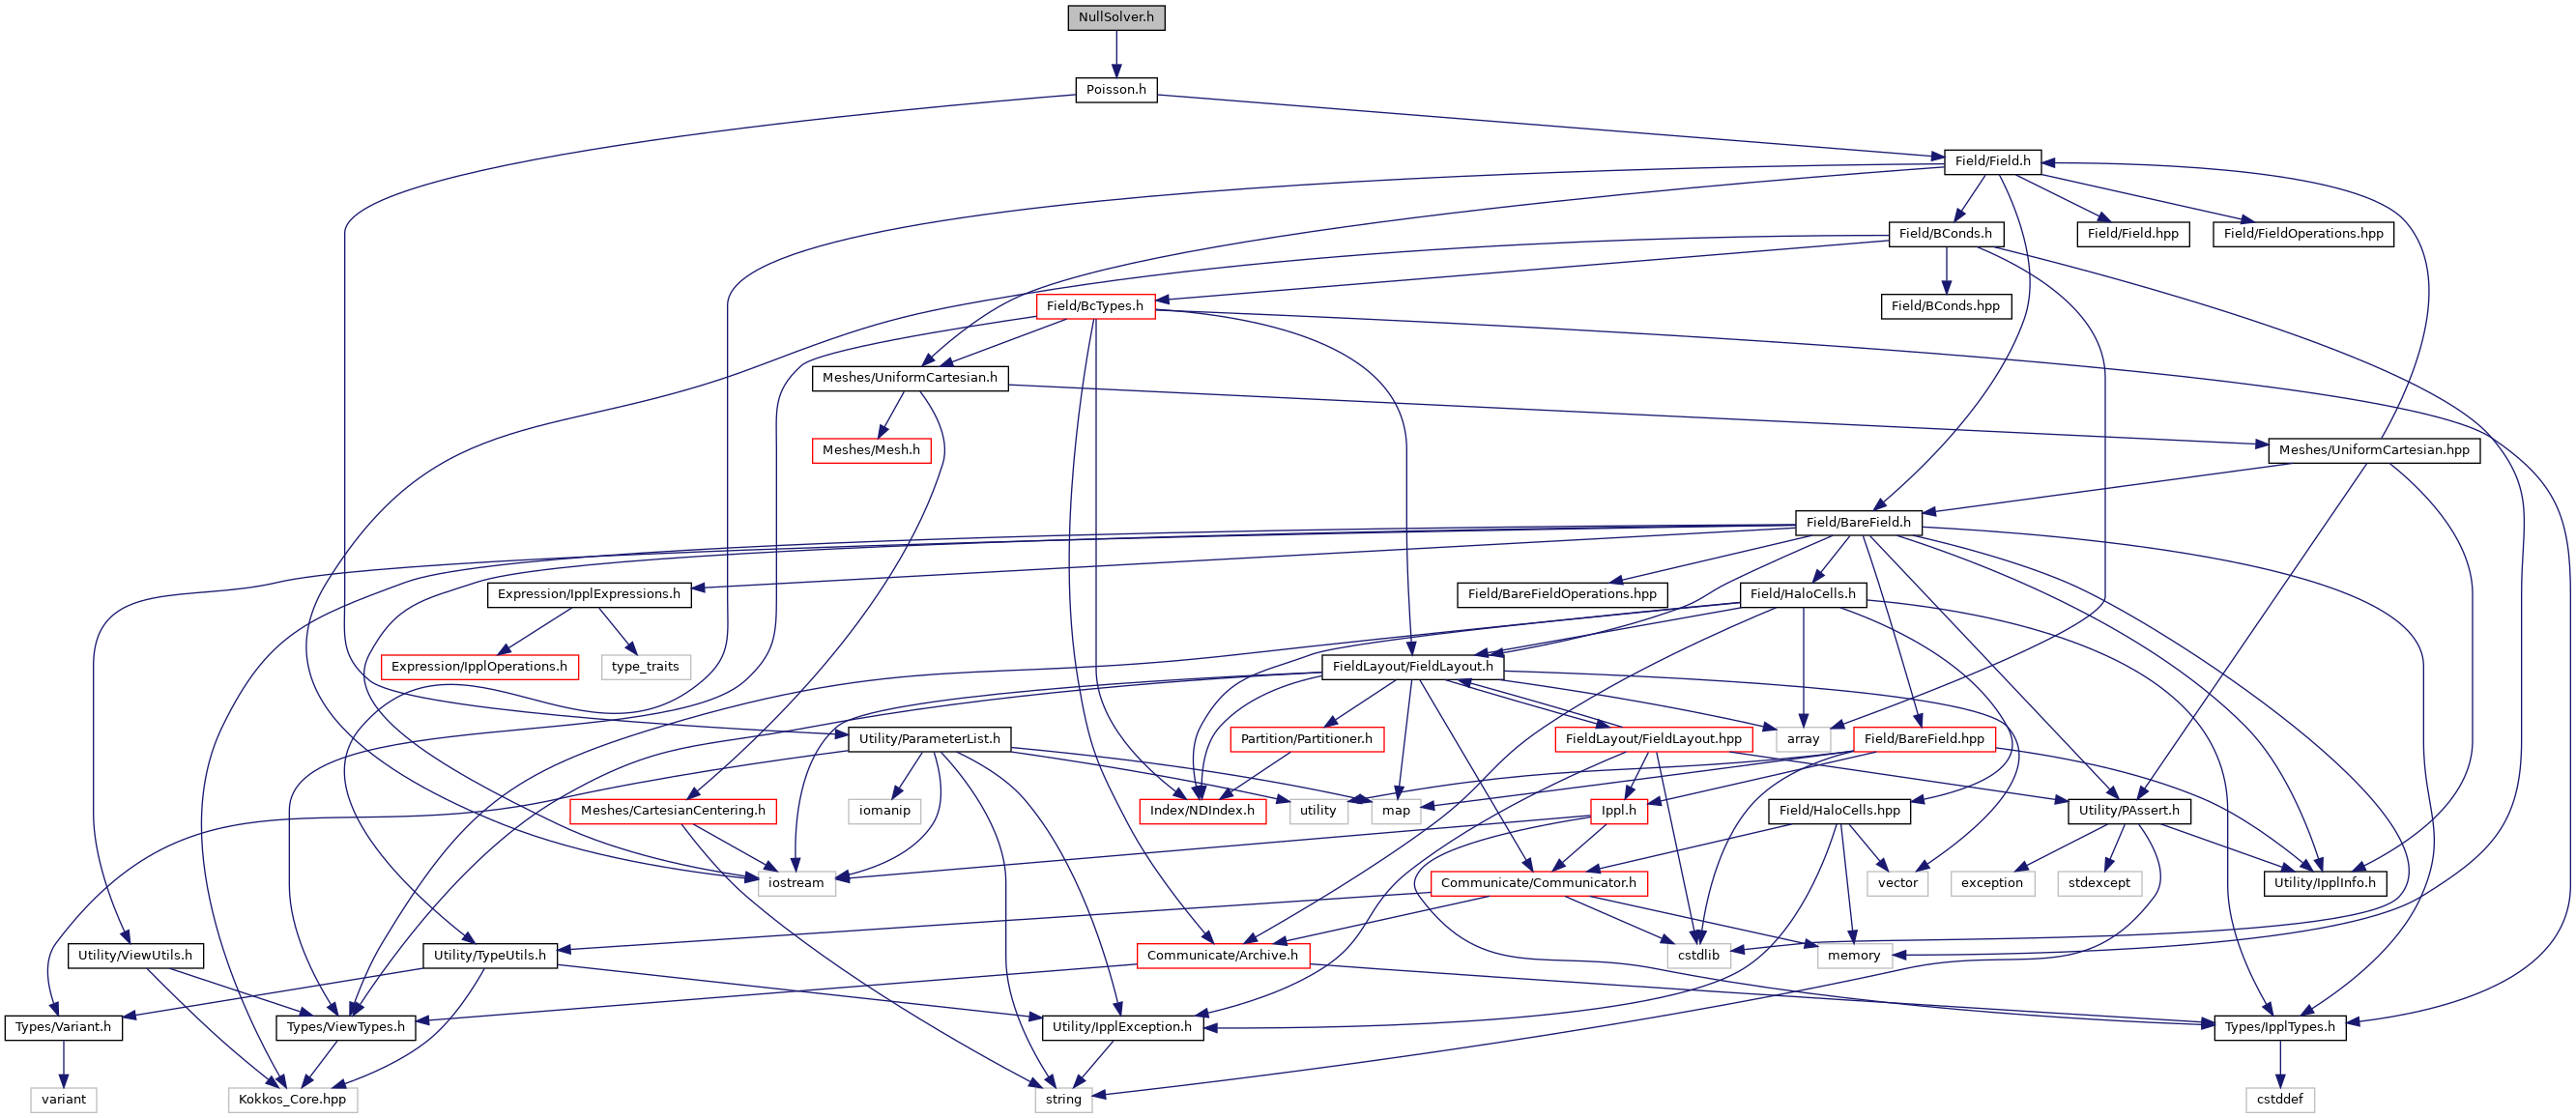 NullSolver.h
Poisson.h
Field/Field.h
Field/BConds.h
Field/Field.hpp
Field/FieldOperations.hpp
Field/BcTypes.h
Field/BConds.hpp
Meshes/UniformCartesian.h
Meshes/Mesh.h
Meshes/UniformCartesian.hpp
Field/BareField.h
Expression/IpplExpressions.h
Field/BareFieldOperations.hpp
Field/HaloCells.h
Expression/IpplOperations.h
type_traits
FieldLayout/FieldLayout.h
Utility/ParameterList.h
Partition/Partitioner.h
FieldLayout/FieldLayout.hpp
array
Field/BareField.hpp
Meshes/CartesianCentering.h
iomanip
Index/NDIndex.h
utility
map
Ippl.h
Field/HaloCells.hpp
Utility/PAssert.h
iostream
Communicate/Communicator.h
vector
exception
stdexcept
Utility/IpplInfo.h
Utility/ViewUtils.h
Utility/TypeUtils.h
Communicate/Archive.h
cstdlib
memory
Types/Variant.h
Types/ViewTypes.h
Utility/IpplException.h
Types/IpplTypes.h
variant
Kokkos_Core.hpp
string
cstddef